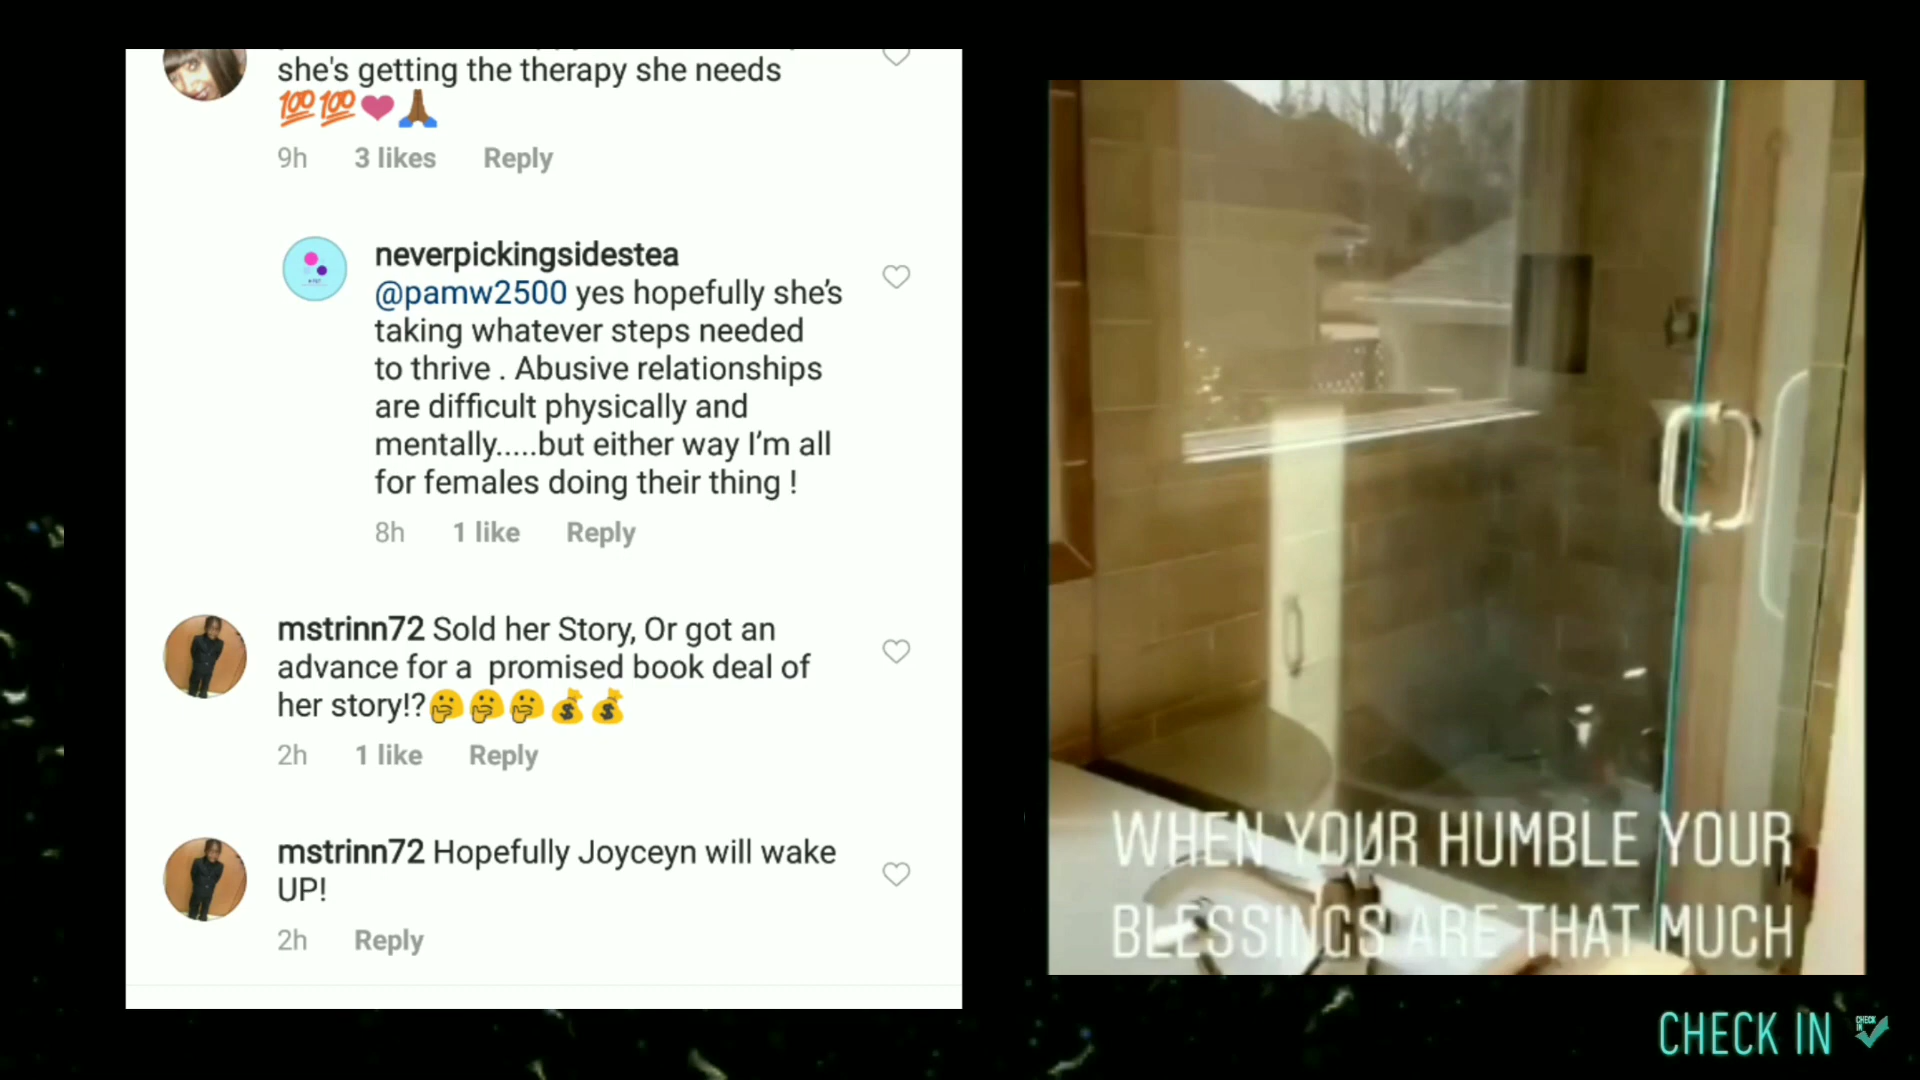 she's getting the therapy she needs
💯💯❤️🙏🏾
9h 3 likes Reply
neverpickingsidestea
@pamw2500 yes hopefully she's
taking whatever steps needed
to thrive . Abusive relationships
are difficult physically and
mentally.....but either way I'm all
for females doing their thing !
8h 1 like Reply
mstrinn72 Sold her Story, Or got an
advance for a promised book deal of
her story!?🤔🤔🤔💰💰
2h 1 like Reply
mstrinn72 Hopefully Joyceyn will wake
UP!
2h Reply
WHEN YOUR HUMBLE YOUR
BLESSINGS ARE THAT MUCH
CHECK IN
CHECK
IN